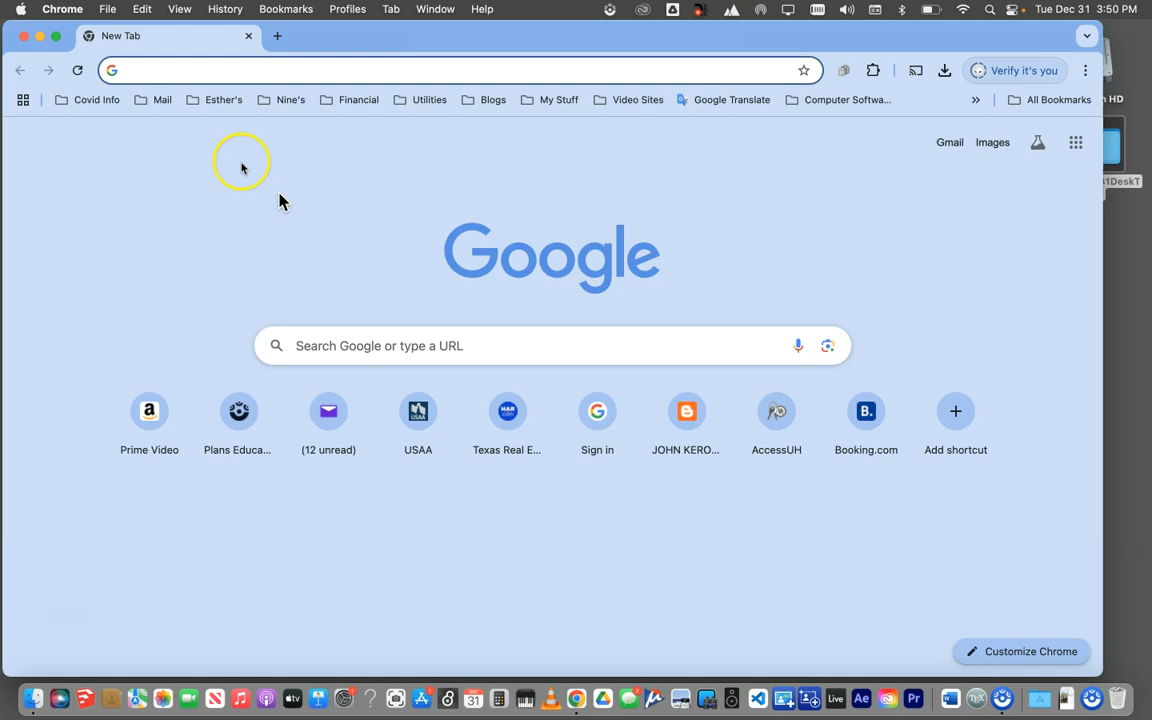 Chrome File Edit View History Bookmarks Profiles Tab Window Help Tue Dec 31 3:50 PM
New Tab
Verify it's you
Covid Info Mail Esther's Nine's Financial Utilities Blogs My Stuff Video Sites Google Translate Computer Softwa... » All Bookmarks
HD
Gmail Images
Google
Search Google or type a URL
Prime Video Plans Educa... (12 unread) USAA Texas Real E... Sign in JOHN KERO... AccessUH Booking.com Add shortcut
Customize Chrome